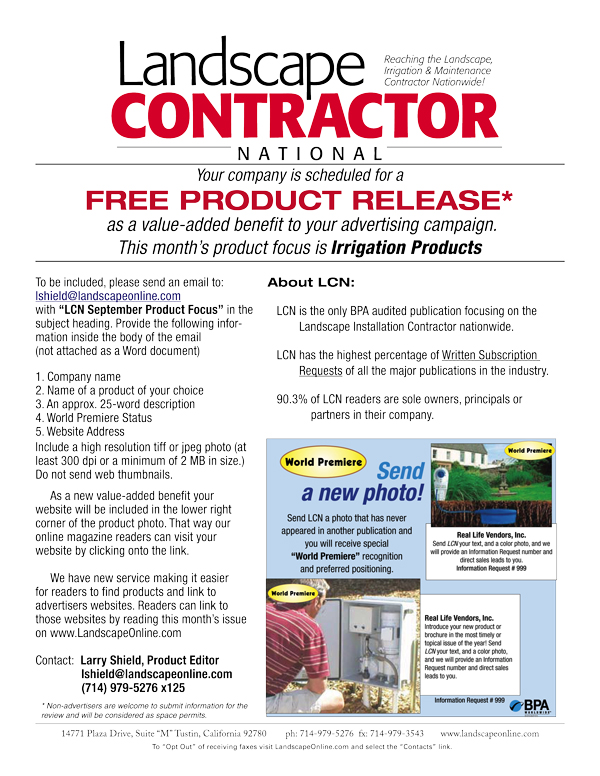 Landscape
Reaching the Landscape,
Irrigation & Maintenance
Contractor Nationwide!
CONTRACTOR
NATIONAL
Your company is scheduled for a
FREE PRODUCT RELEASE*
as a value-added benefit to your advertising campaign.
This month's product focus is Irrigation Products
To be included, please send an email to:
lshield@landscapeonline.com
with “LCN September Product Focus” in the
subject heading. Provide the following infor-
mation inside the body of the email
(not attached as a Word document)
1. Company name
2. Name of a product of your choice
3. An approx. 25-word description
4. World Premiere Status
5. Website Address
Include a high resolution tiff or jpeg photo (at
least 300 dpi or a minimum of 2 MB in size.)
Do not send web thumbnails.
As a new value-added benefit your
website will be included in the lower right
corner of the product photo. That way our
online magazine readers can visit your
website by clicking onto the link.
We have new service making it easier
for readers to find products and link to
advertisers websites. Readers can link to
those websites by reading this month's issue
on www.LandscapeOnline.com
Contact: Larry Shield, Product Editor
lshield@landscapeonline.com
(714) 979-5276 x125
* Non-advertisers are welcome to submit information for the
review and will be considered as space permits.
About LCN:
LCN is the only BPA audited publication focusing on the
Landscape Installation Contractor nationwide.
LCN has the highest percentage of Written Subscription
Requests of all the major publications in the industry.
90.3% of LCN readers are sole owners, principals or
partners in their company.
World Premiere
Send
a new photo!
Send LCN a photo that has never
appeared in another publication and
you will receive special
“World Premiere” recognition
and preferred positioning.
World Premiere
Real Life Vendors, Inc.
Send LCN your text, and a color photo, and we
will provide an Information Request number and
direct sales leads to you.
Information Request # 999
World Premiere
Real Life Vendors, Inc.
Introduce your new product or
brochure in the most timely or
topical issue of the year! Send
LCN your text, and a color photo,
and we will provide an Information
Request number and direct sales
leads to you.
Information Request # 999
BPA
WORLDWIDE
14771 Plaza Drive, Suite “M” Tustin, California 92780 ph: 714-979-5276 fx: 714-979-3543 www.landscapeonline.com
To “Opt Out” of receiving faxes visit LandscapeOnline.com and select the “Contacts” link.